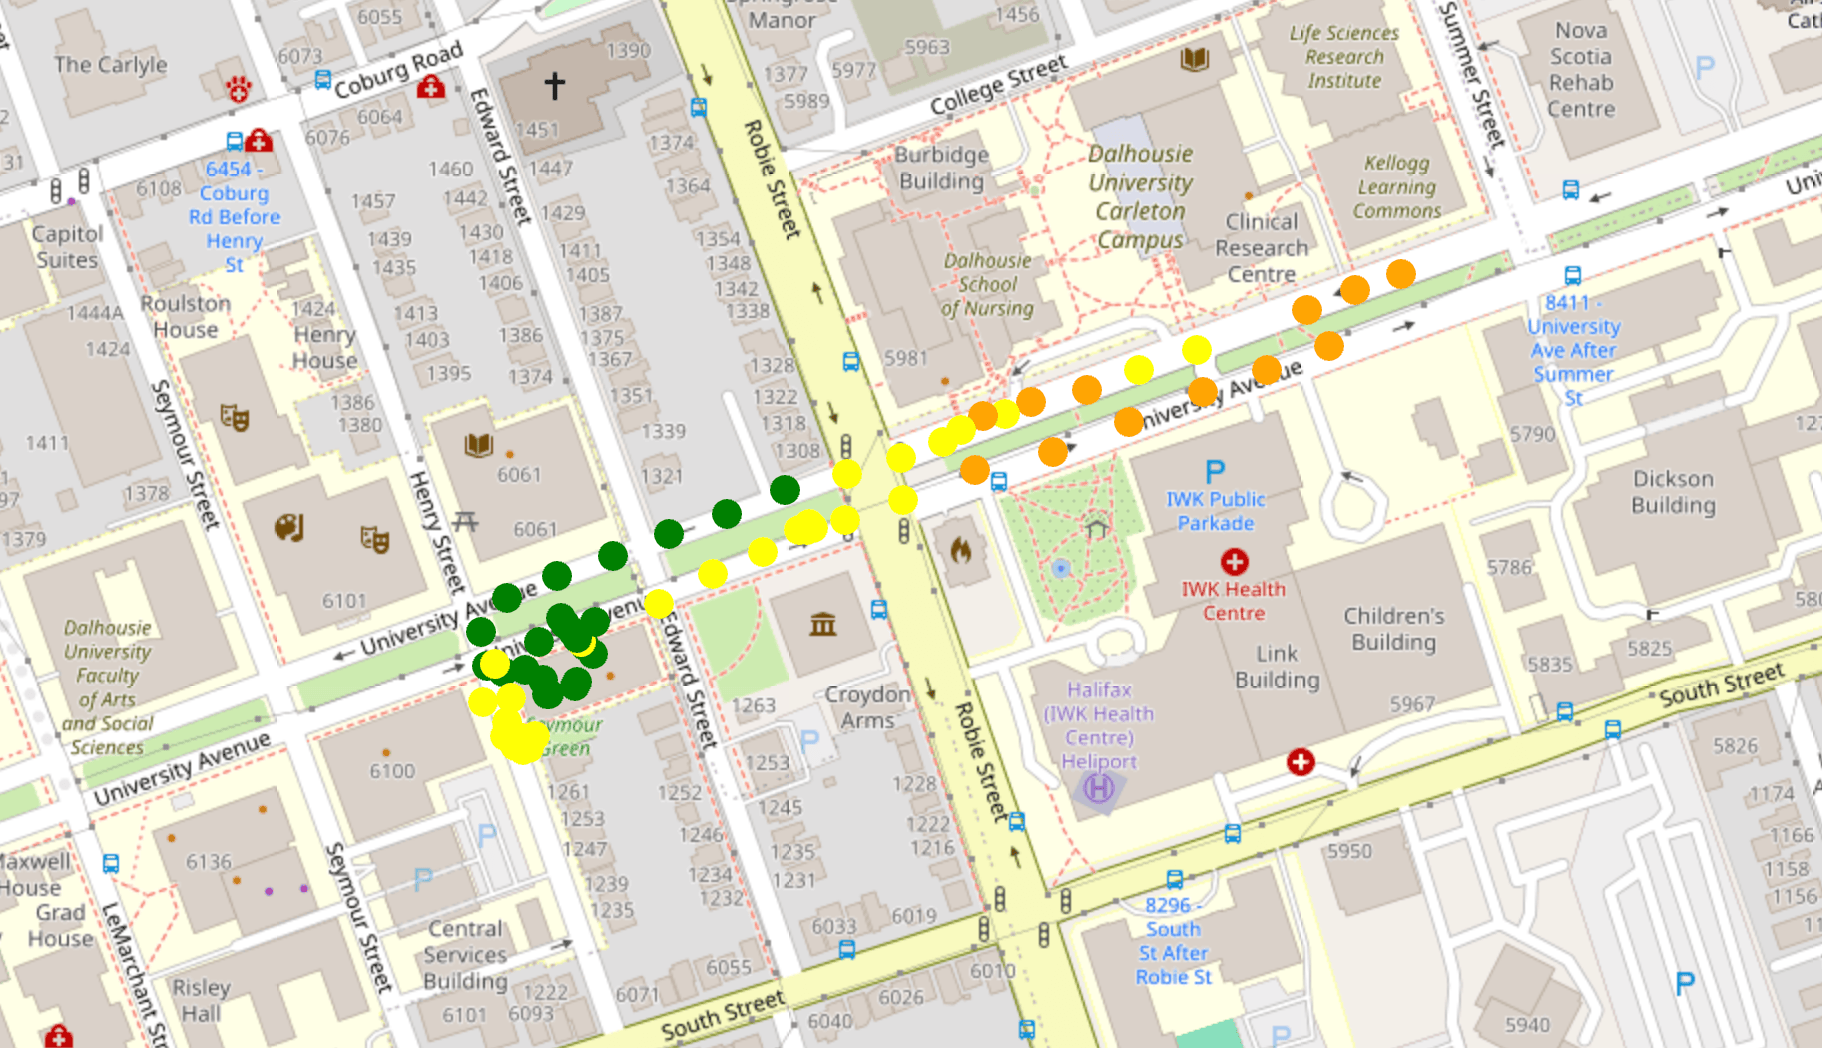 The Carlyle
6055
6073
Coburg Road
6064
6076
1390
1451
1447
Springrose
Manor
1456
5963
5977
1377
5989
College Street
Life Sciences
Research
Institute
Summer Street
Nova
Scotia
Rehab
Centre
P
31
6108
6454 -
Coburg
Rd Before
Henry
St
1460
1442
1457
1430
1439
1418
1435
1406
Edward Street
1429
1411
1405
1374
1364
Robie Street
1354
1348
1342
1338
Burbidge
Building
Dalhousie
University
Carleton
Campus
Kellogg
Learning
Commons
Clinical
Research
Centre
Dalhousie
School
of Nursing
Capitol
Suites
1444A
1424
Roulston
House
1424
Henry
House
1413
1403
1395
1386
1374
1387
1375
1367
1351
1339
1321
1328
1322
1318
1308
5981
1386
1380
1411
97
1378
1379
Seymour Street
Henry Street
6061
6061
6101
University Avenue
University Avenue
8411 -
University
Ave After
Summer
St
5790
Dickson
Building
P
IWK Public
Parkade
IWK Health
Centre
Children's
Building
Link
Building
5786
5835
5825
5967
South Street
Dalhousie
University
Faculty
of Arts
and Social
Sciences
University Avenue
6100
Seymour
Green
Edward Street
1263
Croydon
Arms
P
1253
1252
1245
1246
1235
1234
1231
1232
1228
1222
1216
Robie Street
Halifax
(IWK Health
Centre)
Heliport
H
1261
1253
1247
1239
1235
P
P
6136
Maxwell
House
Grad
House
LeMarchant Str
Seymour Street
Risley
Hall
Central
Services
Building
1222
6101
6093
6071
6055
6033
6019
6010
6026
6040
South Street
8296 -
South
St After
Robie St
5950
5940
P
P
5826
1174
1166
1158
1156